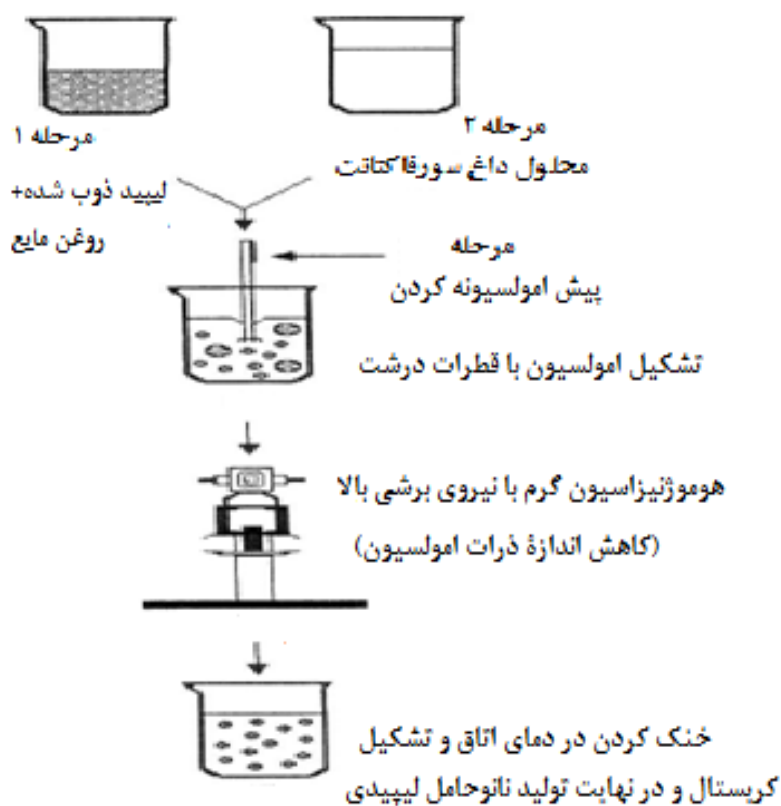 مرحله ۱
لیپید ذوب شده+
روغن مایع
مرحله ۲
محلول داغ سورفاکتانت
مرحله
پیش امولسیونه کردن
تشکیل امولسیون با قطرات درشت
هوموژنیزاسیون گرم با نیروی برشی بالا
(کاهش اندازهٔ ذرات امولسیون)
خنک کردن در دمای اتاق و تشکیل
کریستال و در نهایت تولید نانوحامل لیپیدی